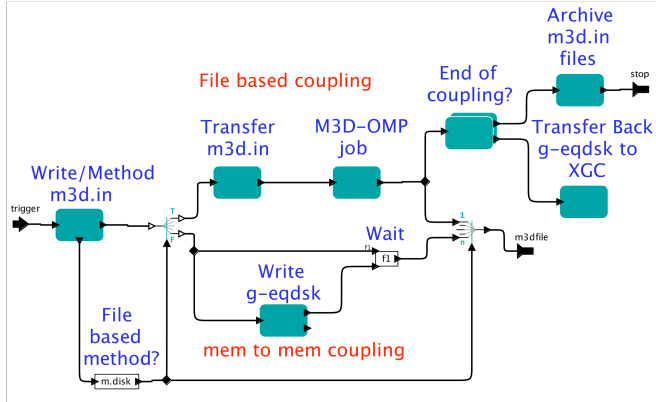 Archive
m3d.in
files
stop
File based coupling
End of
coupling?
Transfer
m3d.in
M3D-OMP
job
Transfer Back
g-eqdsk to
XGC
Write/Method
m3d.in
trigger
T
F
1
n
m3dfile
Wait
f1
f1
Write
g-eqdsk
File
based
method?
mem to mem coupling
m.disk